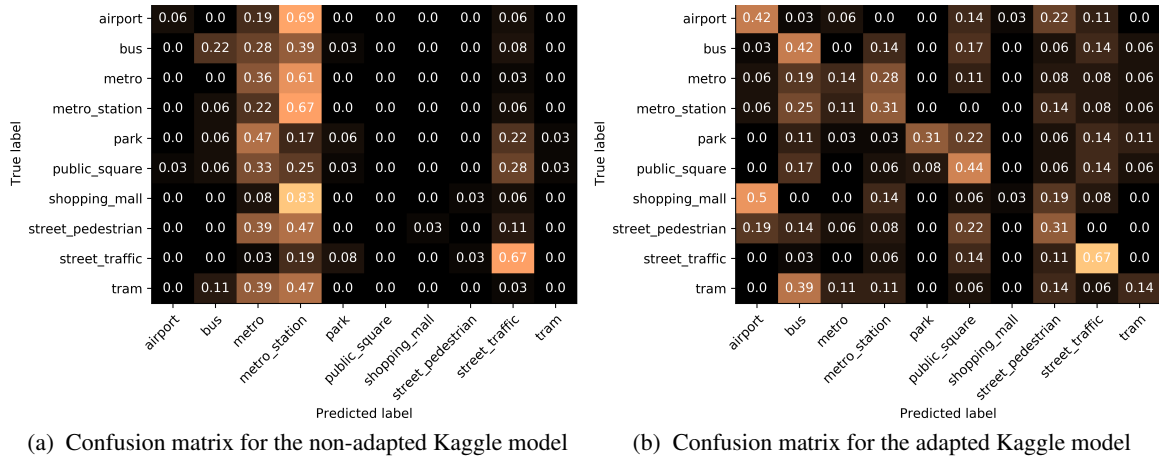 airport 0.06 0.0 0.19 0.69 0.0 0.0 0.0 0.0 0.06 0.0
bus 0.0 0.22 0.28 0.39 0.03 0.0 0.0 0.0 0.08 0.0
metro 0.0 0.0 0.36 0.61 0.0 0.0 0.0 0.0 0.03 0.0
metro_station 0.0 0.06 0.22 0.67 0.0 0.0 0.0 0.0 0.06 0.0
park 0.0 0.06 0.47 0.17 0.06 0.0 0.0 0.0 0.22 0.03
public_square 0.03 0.06 0.33 0.25 0.03 0.0 0.0 0.0 0.28 0.03
shopping_mall 0.0 0.0 0.08 0.83 0.0 0.0 0.0 0.03 0.06 0.0
street_pedestrian 0.0 0.0 0.39 0.47 0.0 0.0 0.03 0.0 0.11 0.0
street_traffic 0.0 0.0 0.03 0.19 0.08 0.0 0.0 0.03 0.67 0.0
tram 0.0 0.11 0.39 0.47 0.0 0.0 0.0 0.0 0.03 0.0
True label
airport bus metro metro_station park public_square shopping_mall street_pedestrian street_traffic tram
Predicted label
(a) Confusion matrix for the non-adapted Kaggle model
airport 0.42 0.03 0.06 0.0 0.0 0.14 0.03 0.22 0.11 0.0
bus 0.03 0.42 0.0 0.14 0.0 0.17 0.0 0.06 0.14 0.06
metro 0.06 0.19 0.14 0.28 0.0 0.11 0.0 0.08 0.08 0.06
metro_station 0.06 0.25 0.11 0.31 0.0 0.0 0.0 0.14 0.08 0.06
park 0.0 0.11 0.03 0.03 0.31 0.22 0.0 0.06 0.14 0.11
public_square 0.0 0.17 0.0 0.06 0.08 0.44 0.0 0.06 0.14 0.06
shopping_mall 0.5 0.0 0.0 0.14 0.0 0.06 0.03 0.19 0.08 0.0
street_pedestrian 0.19 0.14 0.06 0.08 0.0 0.22 0.0 0.31 0.0 0.0
street_traffic 0.0 0.03 0.0 0.06 0.0 0.14 0.0 0.11 0.67 0.0
tram 0.0 0.39 0.11 0.11 0.0 0.06 0.0 0.14 0.06 0.14
True label
airport bus metro metro_station park public_square shopping_mall street_pedestrian street_traffic tram
Predicted label
(b) Confusion matrix for the adapted Kaggle model